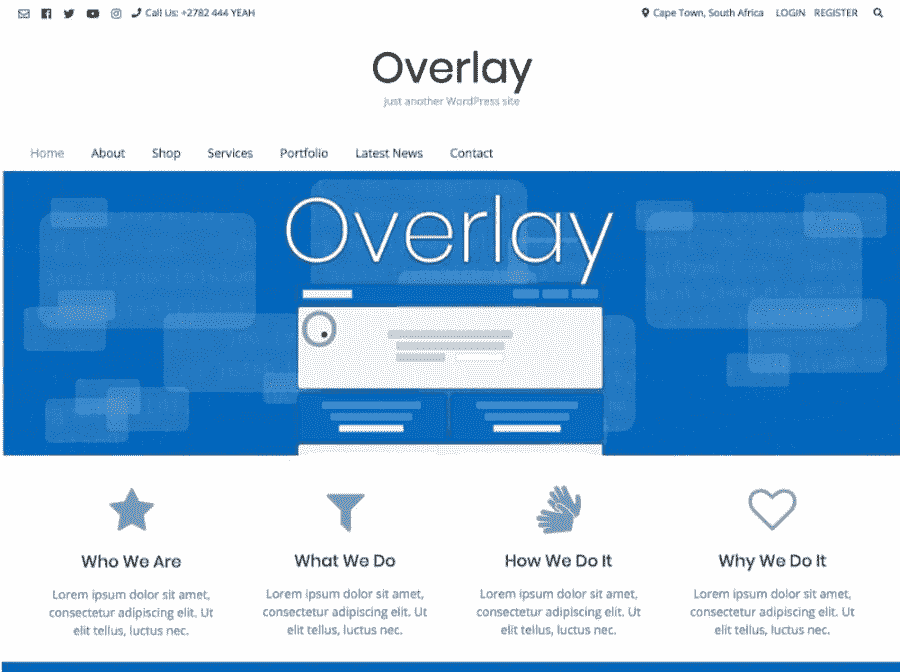 Call Us: +2782 444 YEAH
Cape Town, South Africa LOGIN REGISTER
Overlay
just another WordPress site
Home About Shop Services Portfolio Latest News Contact
Overlay
Who We Are What We Do How We Do It Why We Do It
Lorem ipsum dolor sit amet, Lorem ipsum dolor sit amet, Lorem ipsum dolor sit amet, Lorem ipsum dolor sit amet,
consectetur adipiscing elit. Ut consectetur adipiscing elit. Ut consectetur adipiscing elit. Ut consectetur adipiscing elit. Ut
elit tellus, luctus nec. elit tellus, luctus nec. elit tellus, luctus nec. elit tellus, luctus nec.